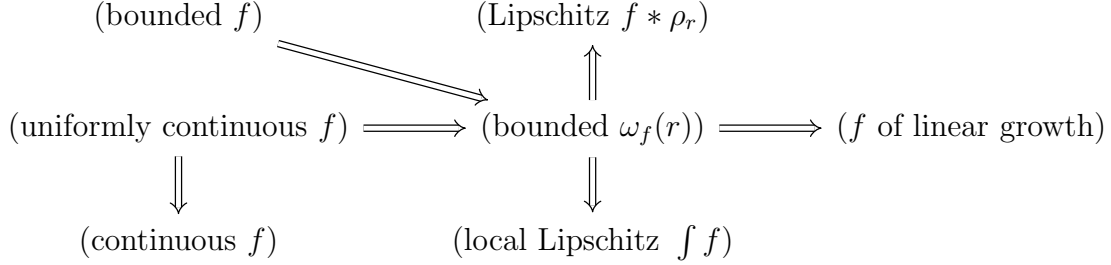 (bounded f) (Lipschitz f ∗ ρ_r)
(uniformly continuous f) (bounded ω_f(r)) (f of linear growth)
(continuous f) (local Lipschitz ∫ f)